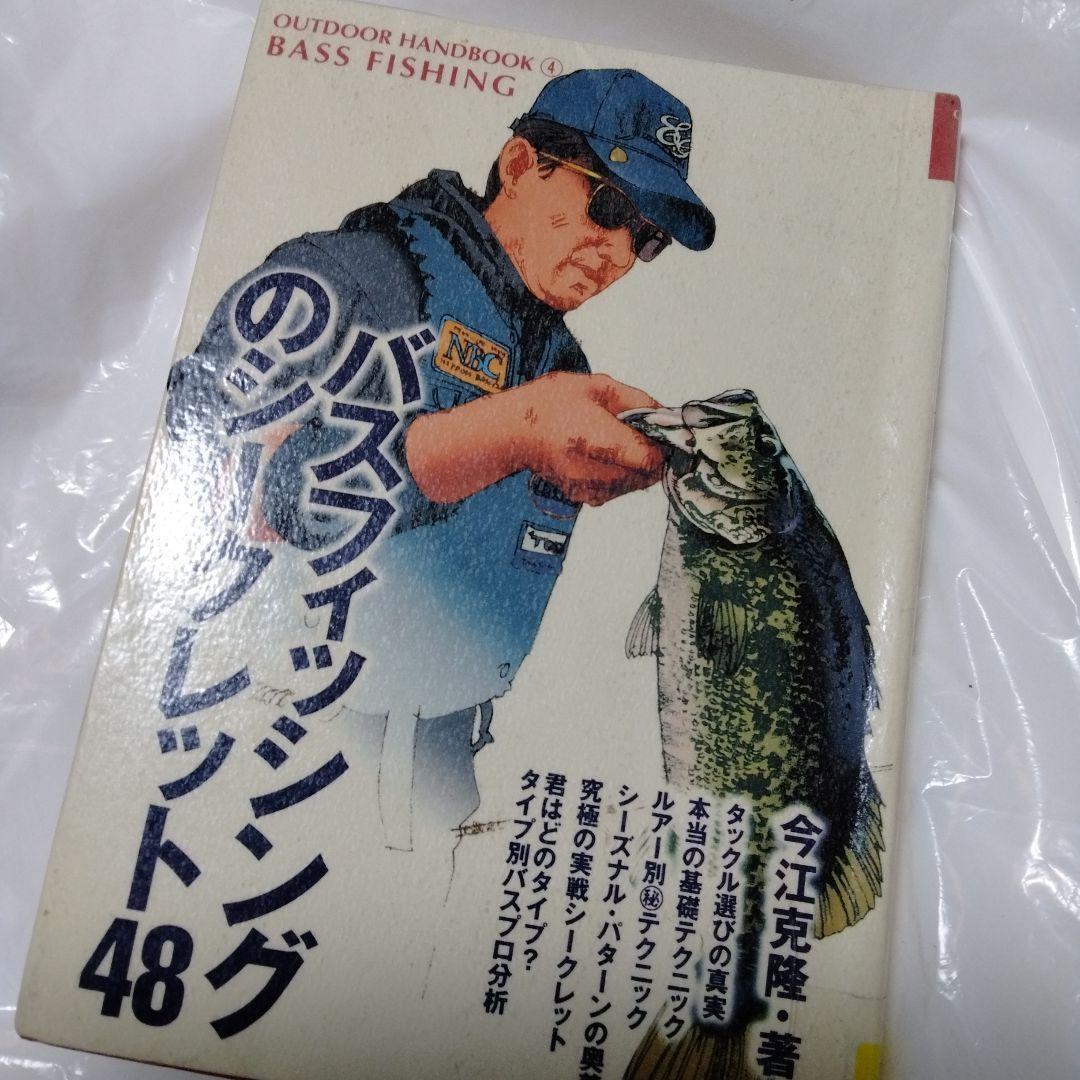 OUTDOOR HANDBOOK ④
BASS FISHING
バスフィッシング
のシークレット48
NBC
今江克隆・著
タックル選びの真実
本当の基礎テクニック
ルアー別㊙テクニック
シーズナル・パターンの奥
究極の実戦シークレット
君はどのタイプ?
タイプ別バスプロ分析